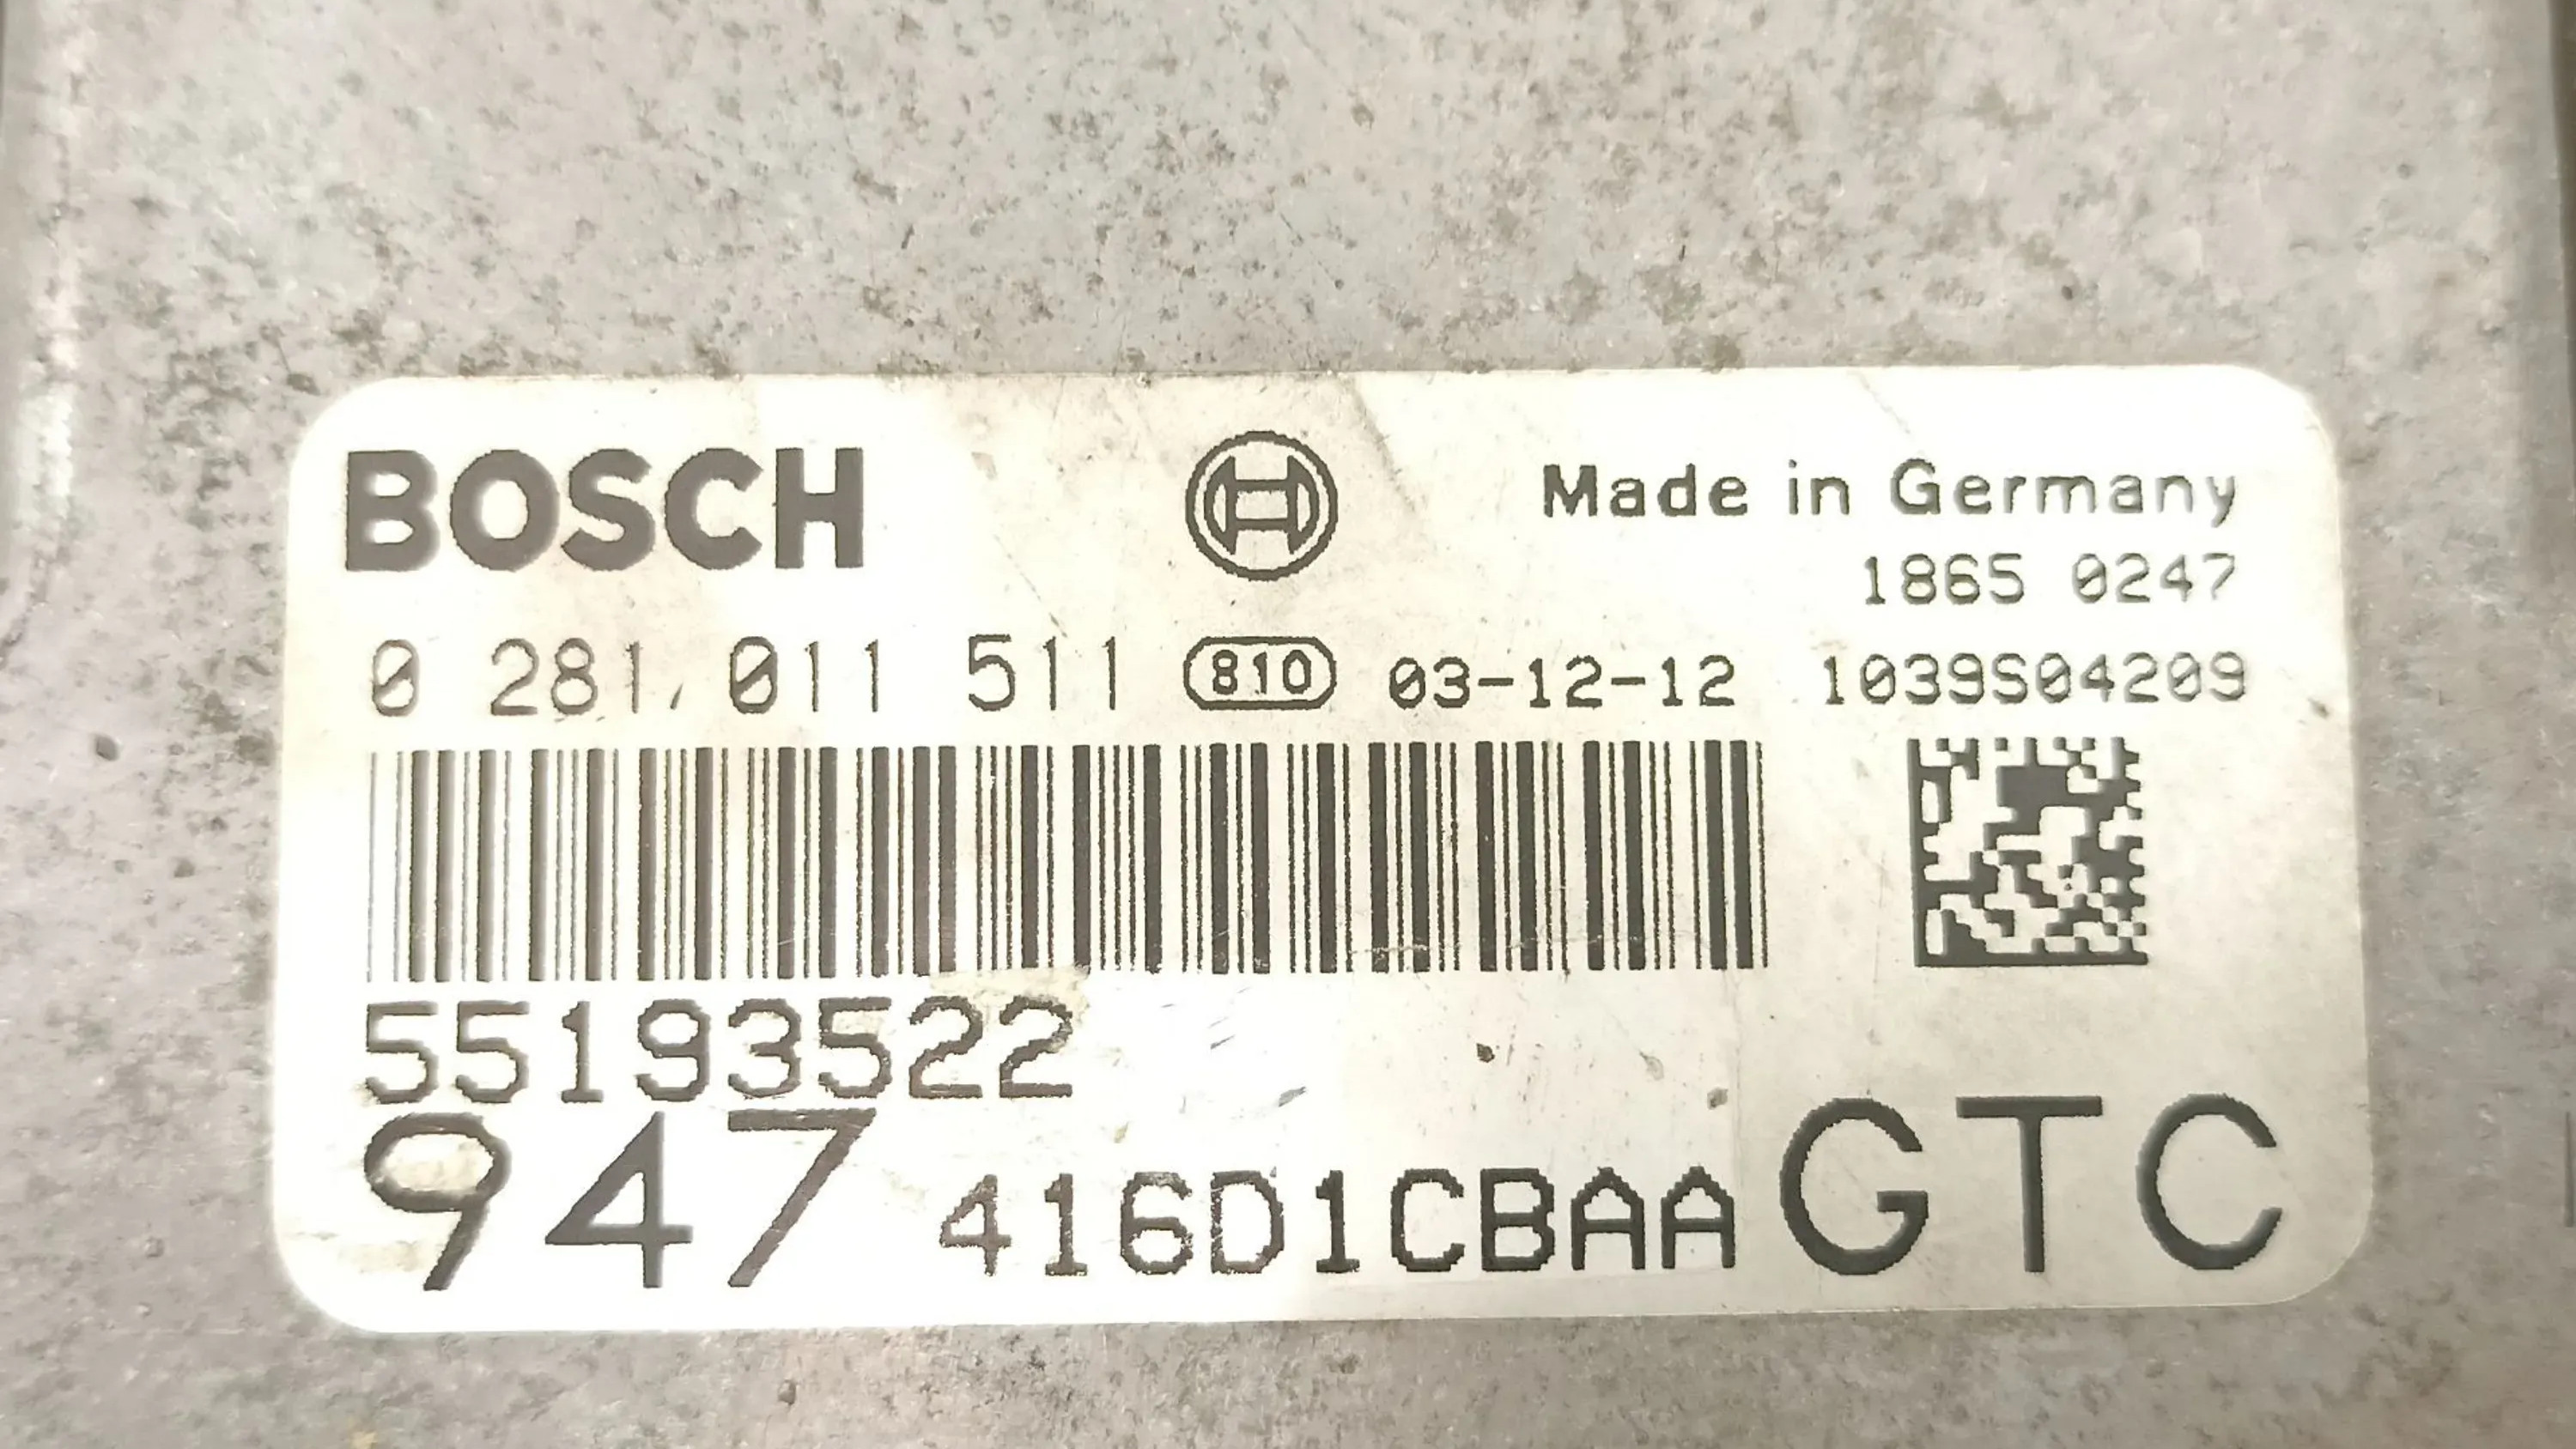 BOSCH Made in Germany
1865 0247
0 281 011 511 810 03-12-12 1039S04209
55193522
947 416D1CBAA GTC